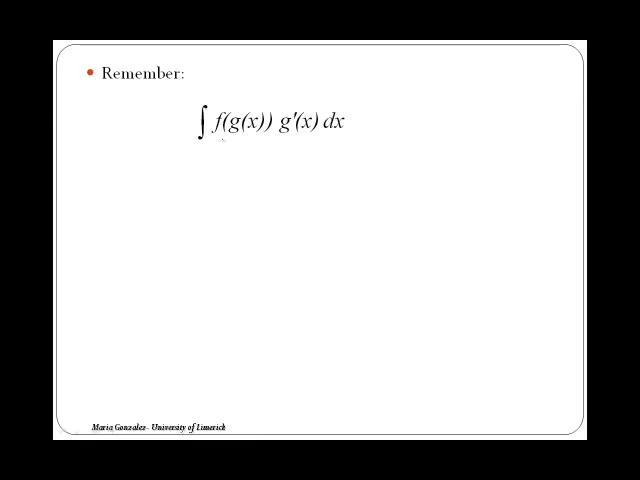 Remember:
∫ f(g(x)) g'(x) dx
Maria Gonzalez- University of Limerick